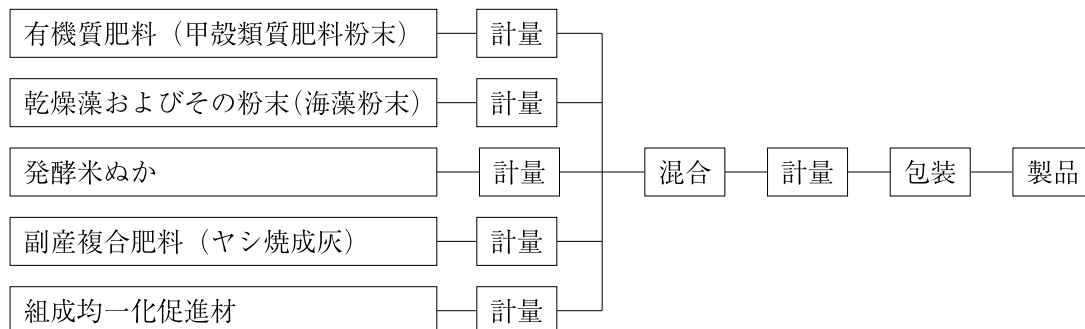 有機質肥料（甲殻類質肥料粉末） 計量
乾燥藻およびその粉末(海藻粉末) 計量
発酵米ぬか 計量 混合 計量 包装 製品
副産複合肥料（ヤシ焼成灰） 計量
組成均一化促進材 計量